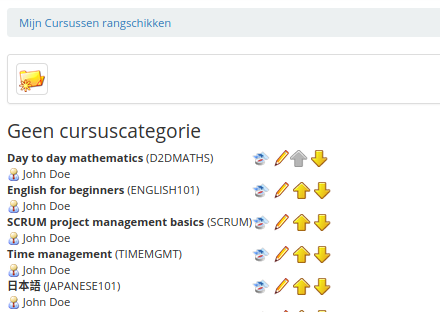 Mijn Cursussen rangschikken
Geen cursuscategorie
Day to day mathematics (D2DMATHS)
John Doe
English for beginners (ENGLISH101)
John Doe
SCRUM project management basics (SCRUM)
John Doe
Time management (TIMEMGMT)
John Doe
日本語 (JAPANESE101)
John Doe